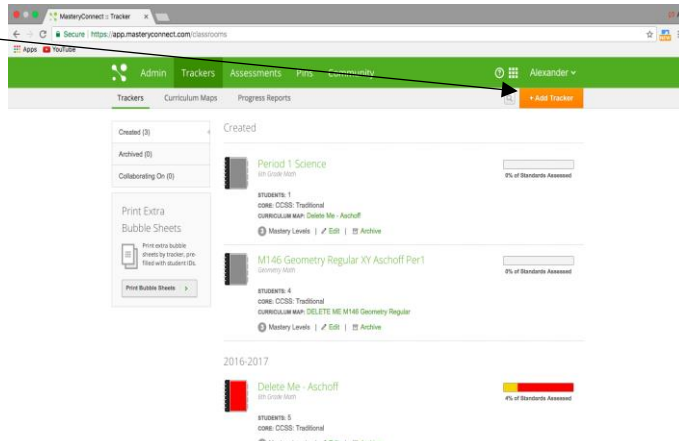 MasteryConnect :: Tracker
Secure https://app.masteryconnect.com/classrooms
Apps YouTube
Admin Trackers Assessments Pins Community Alexander
Trackers Curriculum Maps Progress Reports + Add Tracker
Created (3)
Archived (0)
Collaborating On (0)
Print Extra
Bubble Sheets
Print extra bubble
sheets by tracker, pre-
filled with student IDs.
Print Bubble Sheets
Created
Period 1 Science
6th Grade Math
STUDENTS: 1
CORE: CCSS: Traditional
CURRICULUM MAP: Delete Me - Aschoff
3 Mastery Levels | Edit | Archive
0% of Standards Assessed
M146 Geometry Regular XY Aschoff Per1
Geometry Math
STUDENTS: 4
CORE: CCSS: Traditional
CURRICULUM MAP: DELETE ME M146 Geometry Regular
3 Mastery Levels | Edit | Archive
0% of Standards Assessed
2016-2017
Delete Me - Aschoff
6th Grade Math
STUDENTS: 5
CORE: CCSS: Traditional
4% of Standards Assessed